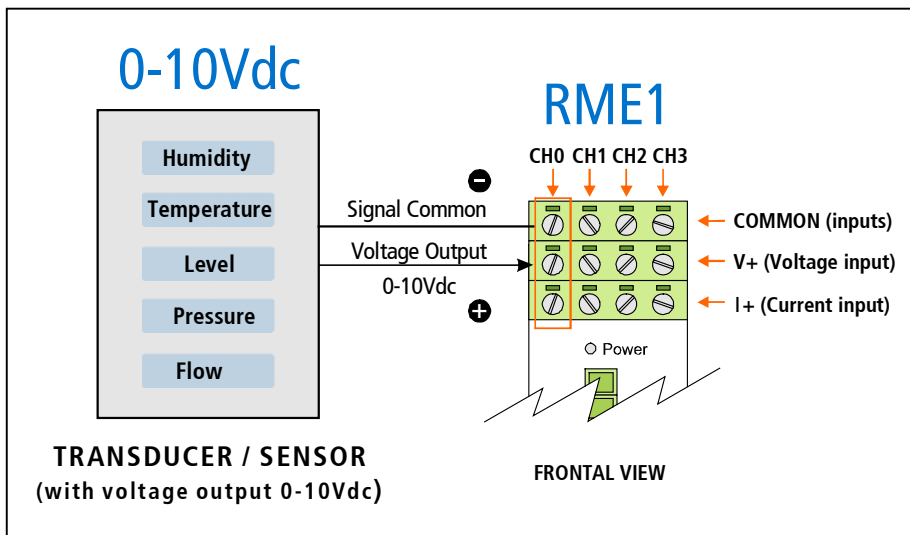 0-10Vdc
Humidity
Temperature
Level
Pressure
Flow
TRANSDUCER / SENSOR
(with voltage output 0-10Vdc)
Signal Common
Voltage Output
0-10Vdc
RME1
CH0 CH1 CH2 CH3
COMMON (inputs)
V+ (Voltage input)
I+ (Current input)
Power
FRONTAL VIEW